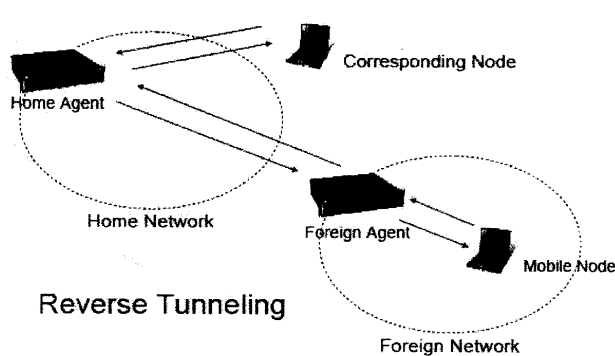 Corresponding Node
Home Agent
Home Network
Foreign Agent
Mobile Node
Reverse Tunneling
Foreign Network